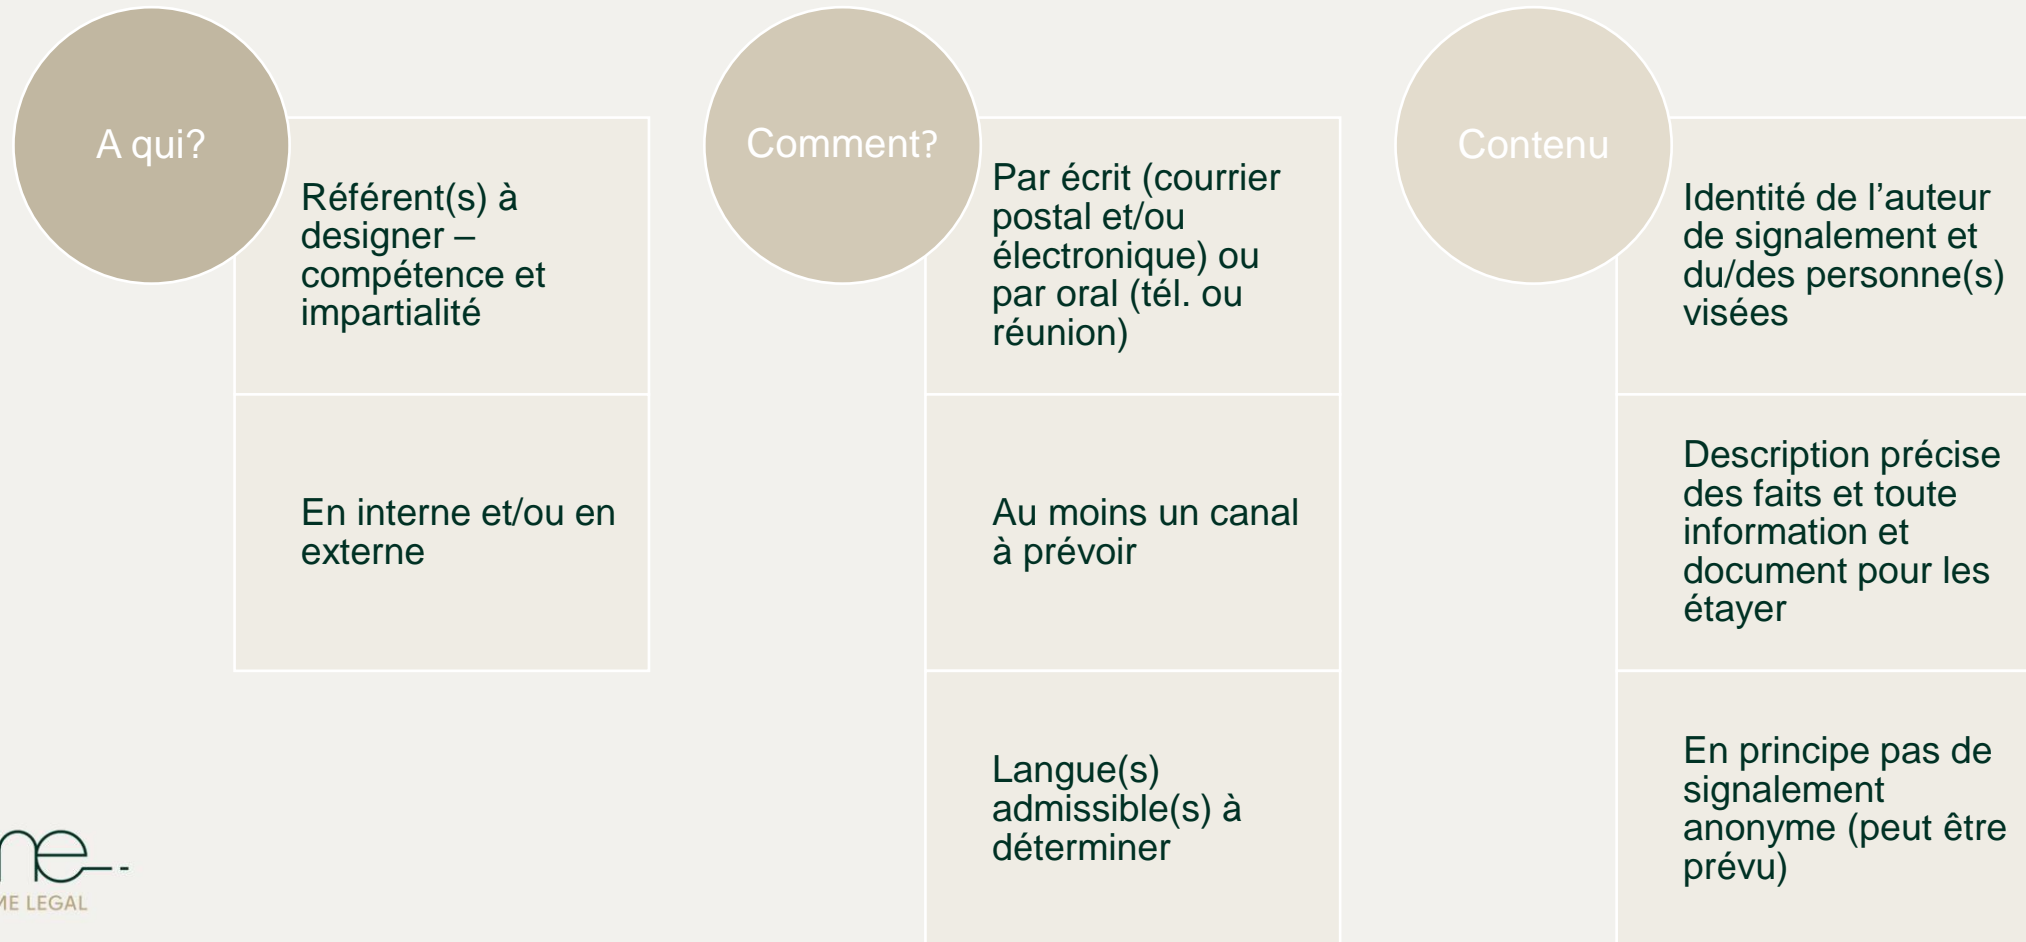 A qui?
Référent(s) à
designer –
compétence et
impartialité
En interne et/ou en
externe
Comment?
Par écrit (courrier
postal et/ou
électronique) ou
par oral (tél. ou
réunion)
Au moins un canal
à prévoir
Langue(s)
admissible(s) à
déterminer
Contenu
Identité de l’auteur
de signalement et
du/des personne(s)
visées
Description précise
des faits et toute
information et
document pour les
étayer
En principe pas de
signalement
anonyme (peut être
prévu)
LEGAL